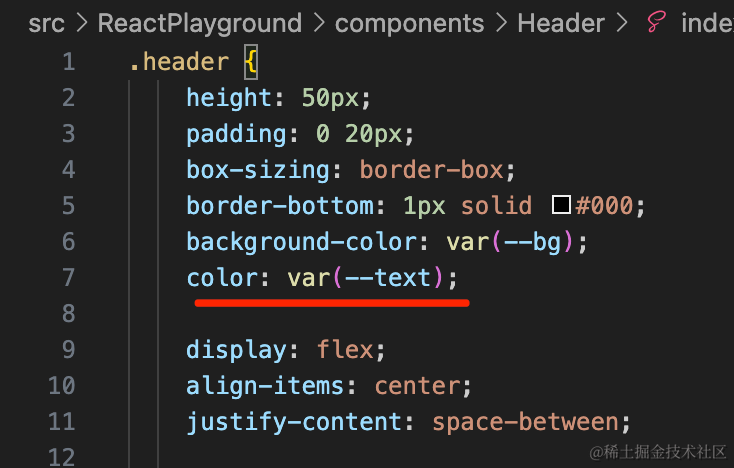 src > ReactPlayground > components > Header > inde
1 .header {
2 height: 50px;
3 padding: 0 20px;
4 box-sizing: border-box;
5 border-bottom: 1px solid #000;
6 background-color: var(--bg);
7 color: var(--text);
8
9 display: flex;
10 align-items: center;
11 justify-content: space-between;
12
@稀土掘金技术社区